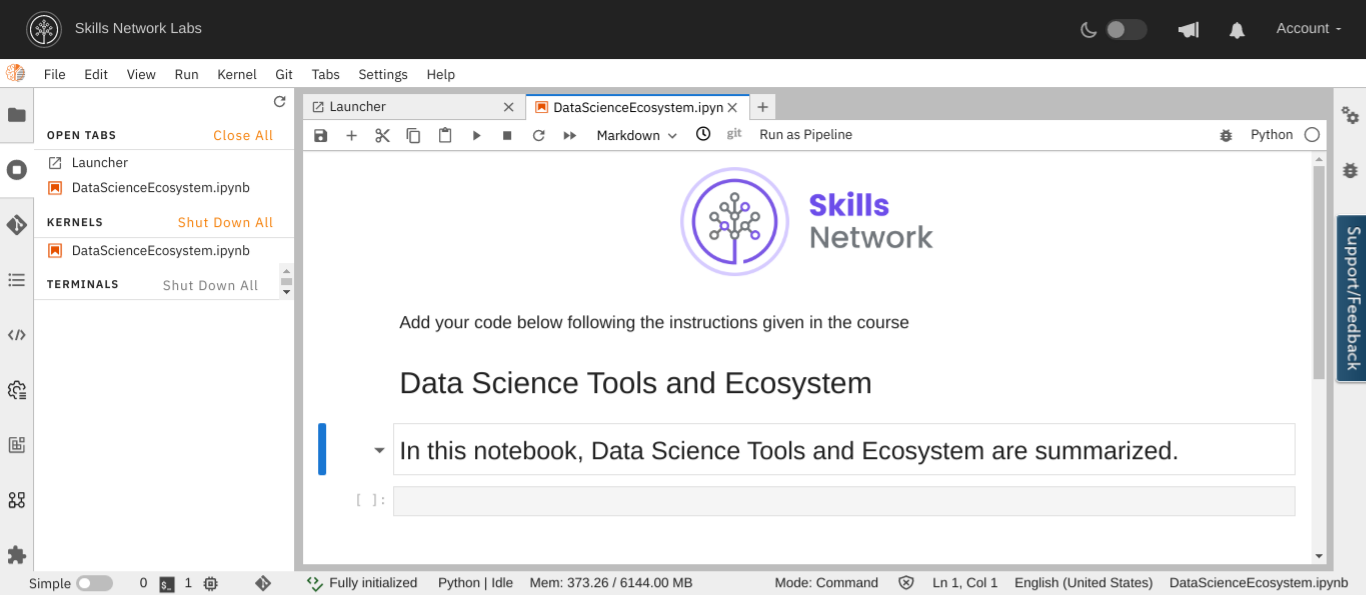 Skills Network Labs
Account
File Edit View Run Kernel Git Tabs Settings Help
OPEN TABS Close All
Launcher
DataScienceEcosystem.ipynb
KERNELS Shut Down All
DataScienceEcosystem.ipynb
TERMINALS Shut Down All
Launcher
DataScienceEcosystem.ipyn
Markdown git Run as Pipeline Python
Skills
Network
Add your code below following the instructions given in the course
Data Science Tools and Ecosystem
In this notebook, Data Science Tools and Ecosystem are summarized.
[ ]:
Support/Feedback
Simple 0 $_ 1 Fully initialized Python | Idle Mem: 373.26 / 6144.00 MB Mode: Command Ln 1, Col 1 English (United States) DataScienceEcosystem.ipynb